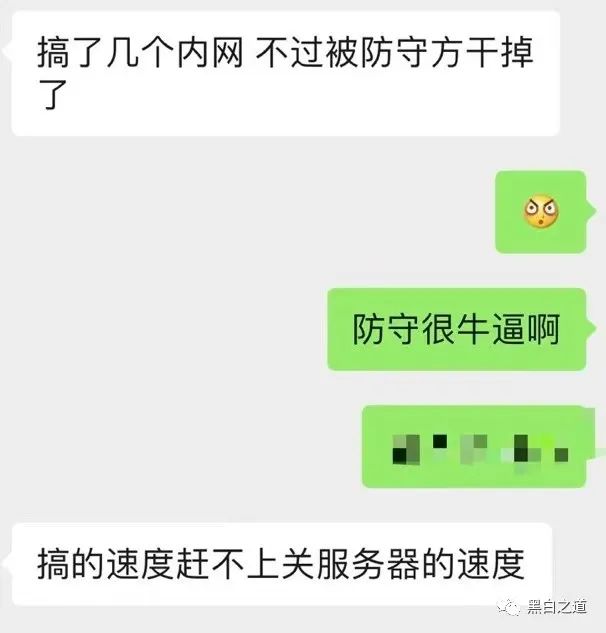 搞了几个内网 不过被防守方干掉
了
防守很牛逼啊
搞的速度赶不上关服务器的速度
黑白之道